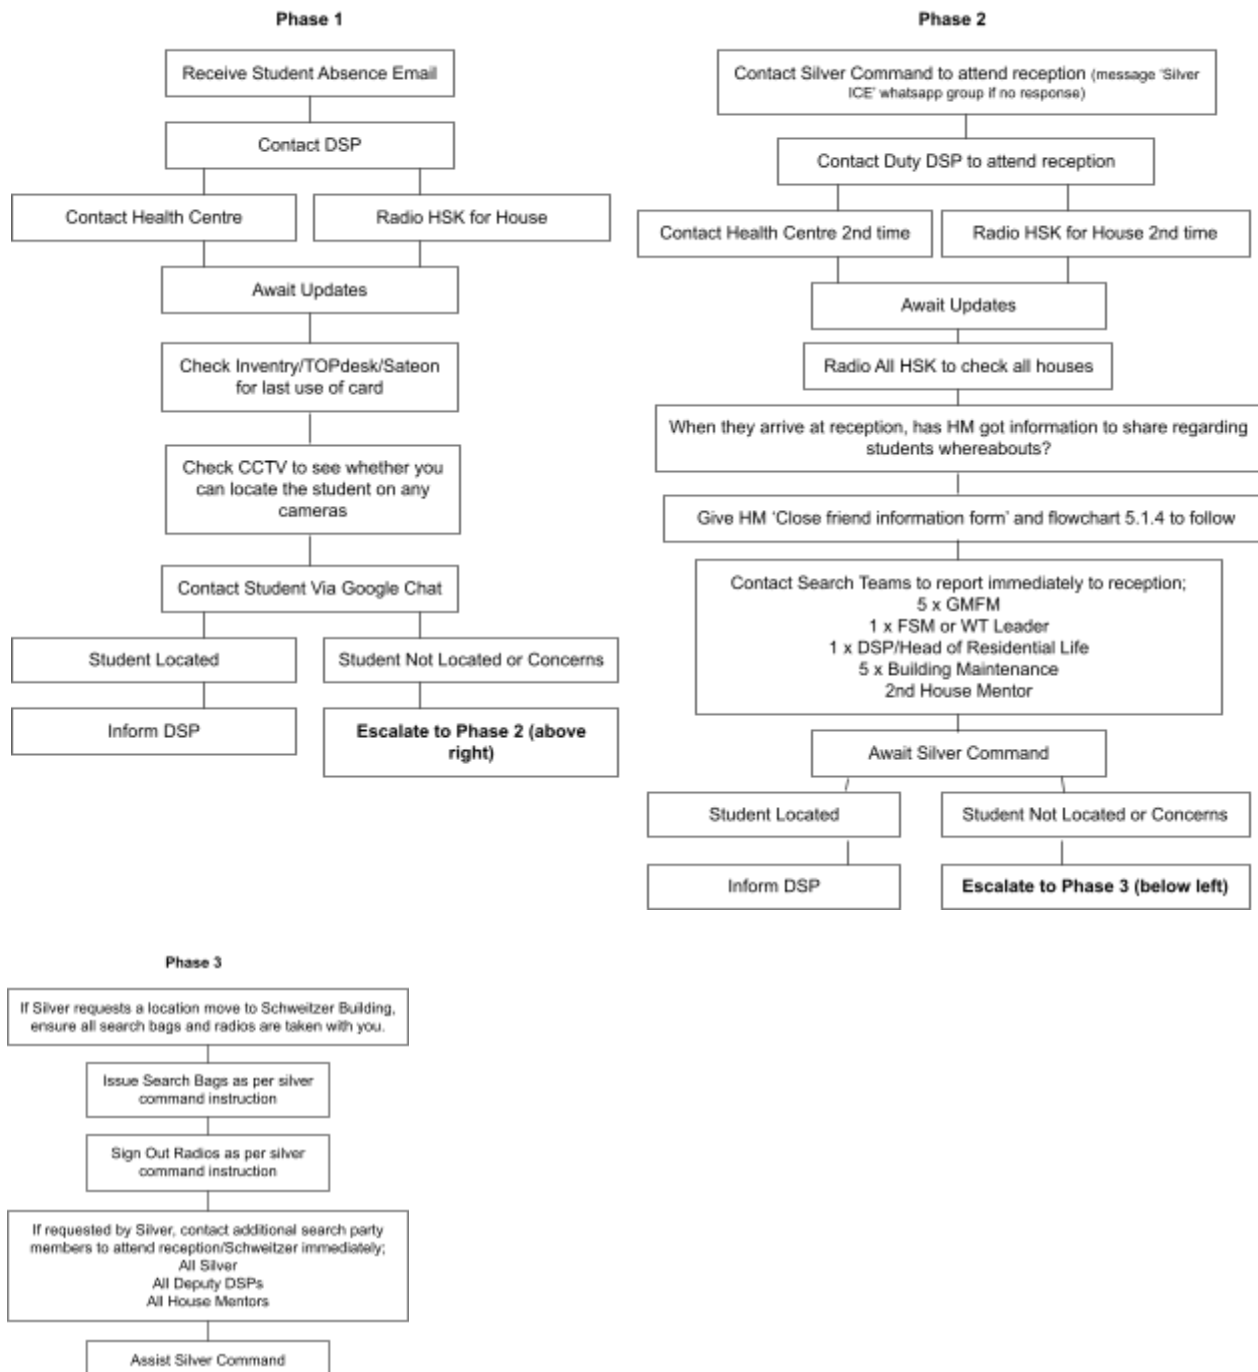 Phase 1
Receive Student Absence Email
Contact DSP
Contact Health Centre
Radio HSK for House
Await Updates
Check Inventry/TOPdesk/Sateon
for last use of card
Check CCTV to see whether you
can locate the student on any
cameras
Contact Student Via Google Chat
Student Located
Student Not Located or Concerns
Inform DSP
Escalate to Phase 2 (above
right)
Phase 2
Contact Silver Command to attend reception (message 'Silver
ICE' whatsapp group if no response)
Contact Duty DSP to attend reception
Contact Health Centre 2nd time
Radio HSK for House 2nd time
Await Updates
Radio All HSK to check all houses
When they arrive at reception, has HM got information to share regarding
students whereabouts?
Give HM 'Close friend information form' and flowchart 5.1.4 to follow
Contact Search Teams to report immediately to reception;
5 x GMFM
1 x FSM or WT Leader
1 x DSP/Head of Residential Life
5 x Building Maintenance
2nd House Mentor
Await Silver Command
Student Located
Student Not Located or Concerns
Inform DSP
Escalate to Phase 3 (below left)
Phase 3
If Silver requests a location move to Schweitzer Building,
ensure all search bags and radios are taken with you.
Issue Search Bags as per silver
command instruction
Sign Out Radios as per silver
command instruction
If requested by Silver, contact additional search party
members to attend reception/Schweitzer immediately;
All Silver
All Deputy DSPs
All House Mentors
Assist Silver Command